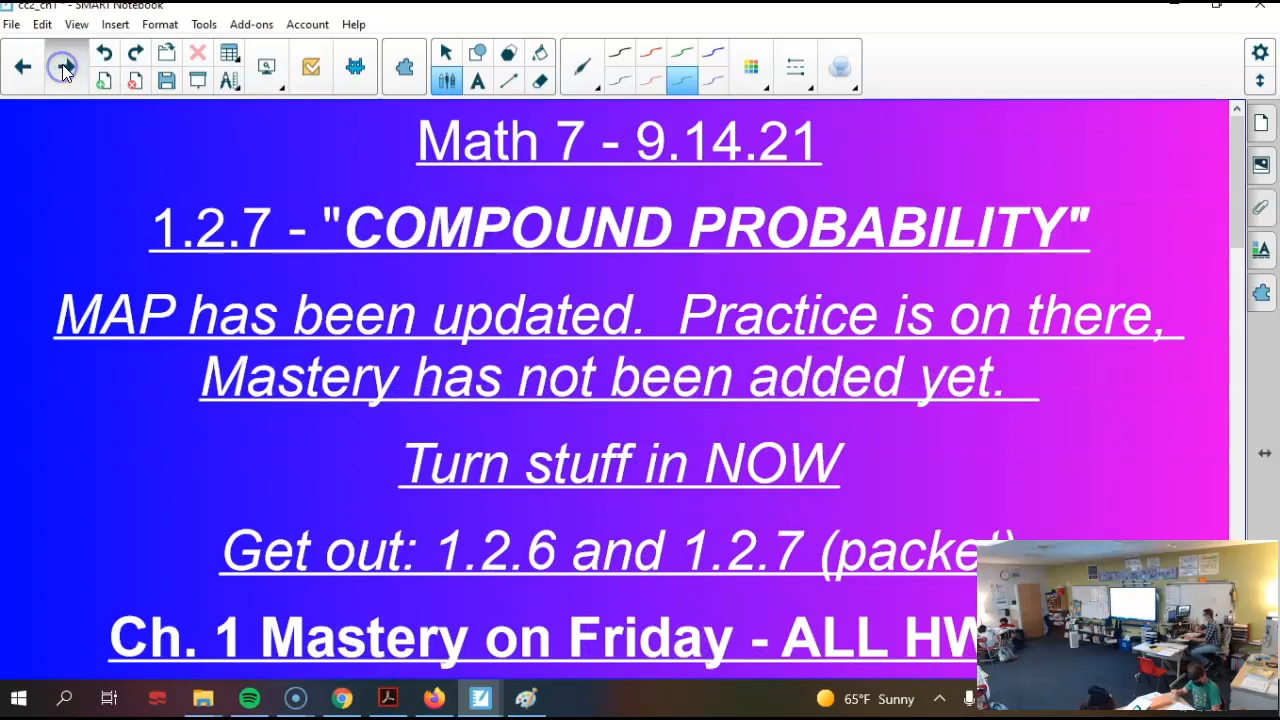 cc2_ch1 * - SMART Notebook
File Edit View Insert Format Tools Add-ons Account Help
Math 7 - 9.14.21
1.2.7 - "COMPOUND PROBABILITY"
MAP has been updated. Practice is on there,
Mastery has not been added yet.
Turn stuff in NOW
Get out: 1.2.6 and 1.2.7 (packet)
Ch. 1 Mastery on Friday - ALL HW
65°F Sunny